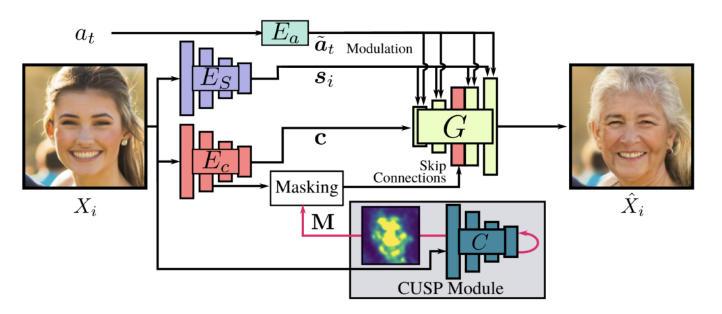 a_t
E_a
ã_t
Modulation
E_S
s_i
G
E_c
c
Skip
Connections
Masking
X_i
X̂_i
M
C
CUSP Module